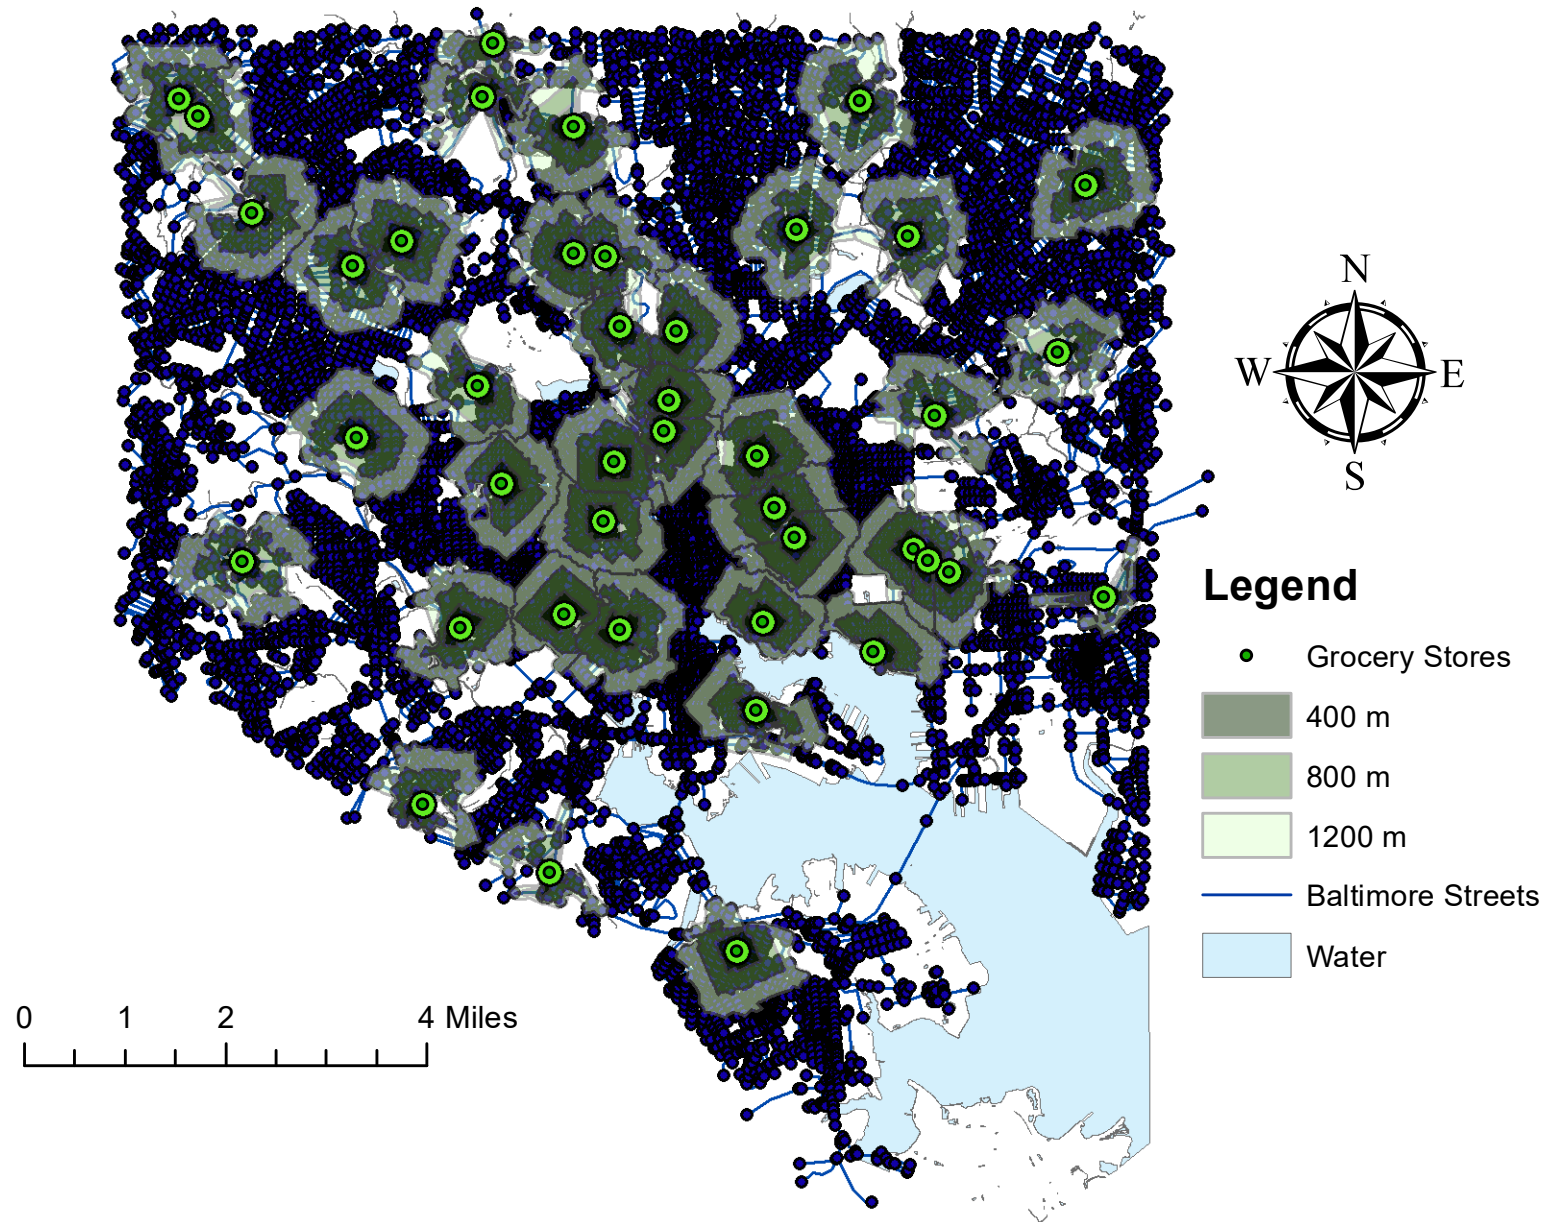 N
W E
S
Legend
Grocery Stores
400 m
800 m
1200 m
Baltimore Streets
Water
0 1 2 4 Miles